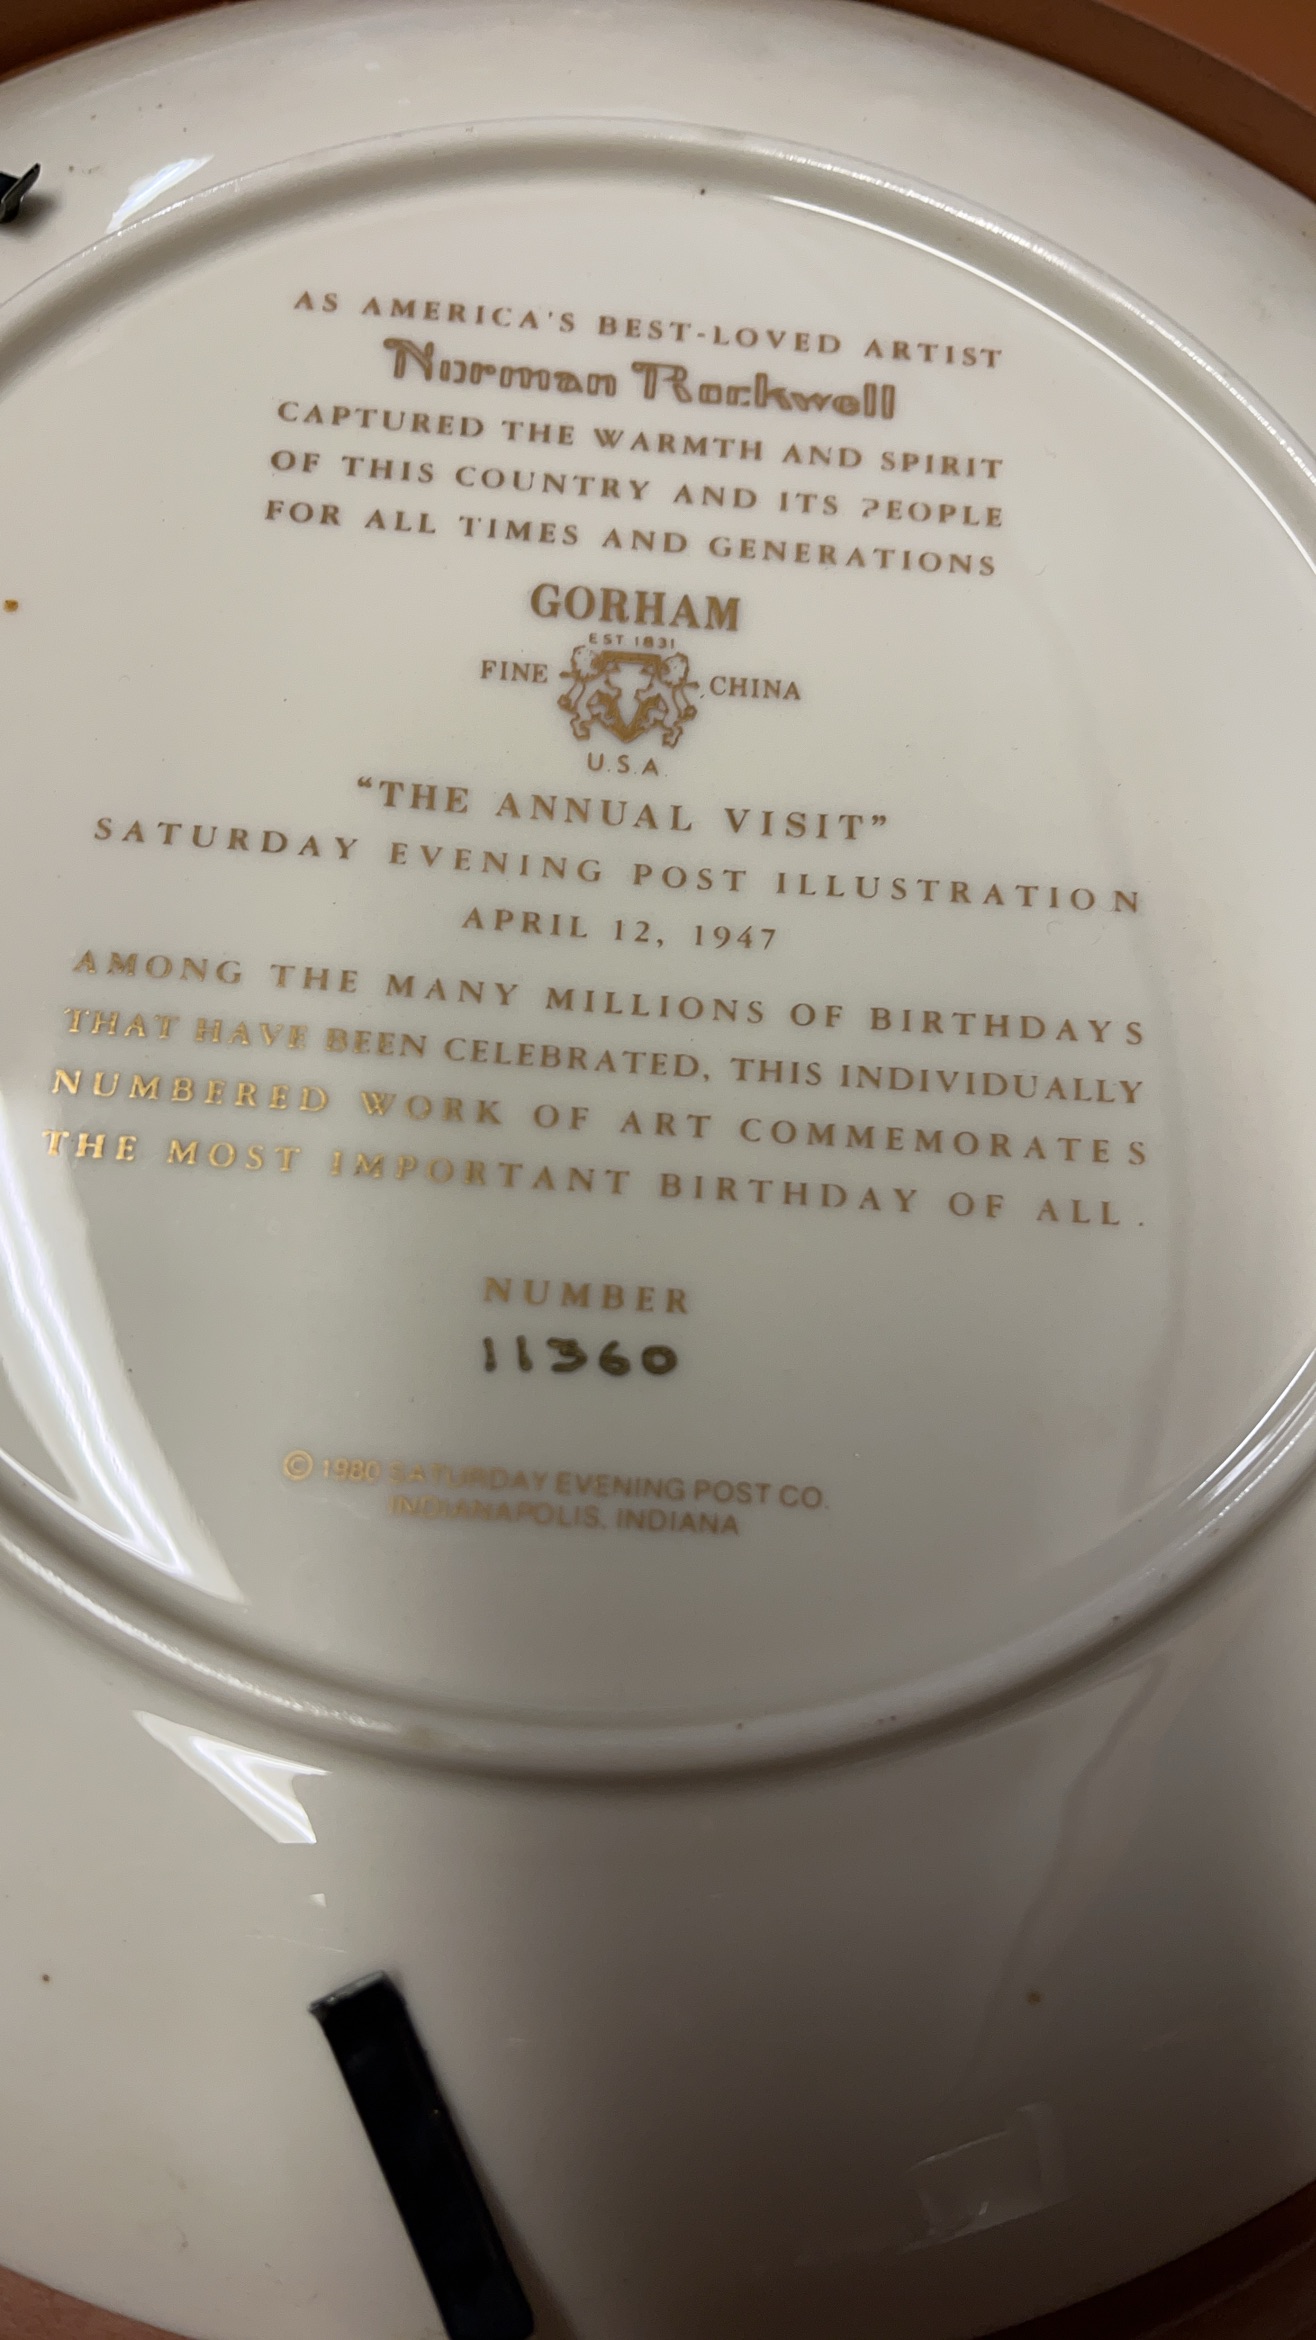 AS AMERICA'S BEST-LOVED ARTIST
Norman Rockwell
CAPTURED THE WARMTH AND SPIRIT
OF THIS COUNTRY AND ITS PEOPLE
FOR ALL TIMES AND GENERATIONS
GORHAM
EST 1831
FINE CHINA
U.S.A.
“THE ANNUAL VISIT”
SATURDAY EVENING POST ILLUSTRATION
APRIL 12, 1947
AMONG THE MANY MILLIONS OF BIRTHDAYS
THAT HAVE BEEN CELEBRATED, THIS INDIVIDUALLY
NUMBERED WORK OF ART COMMEMORATES
THE MOST IMPORTANT BIRTHDAY OF ALL.
NUMBER
11360
© 1980 SATURDAY EVENING POST CO.
INDIANAPOLIS, INDIANA